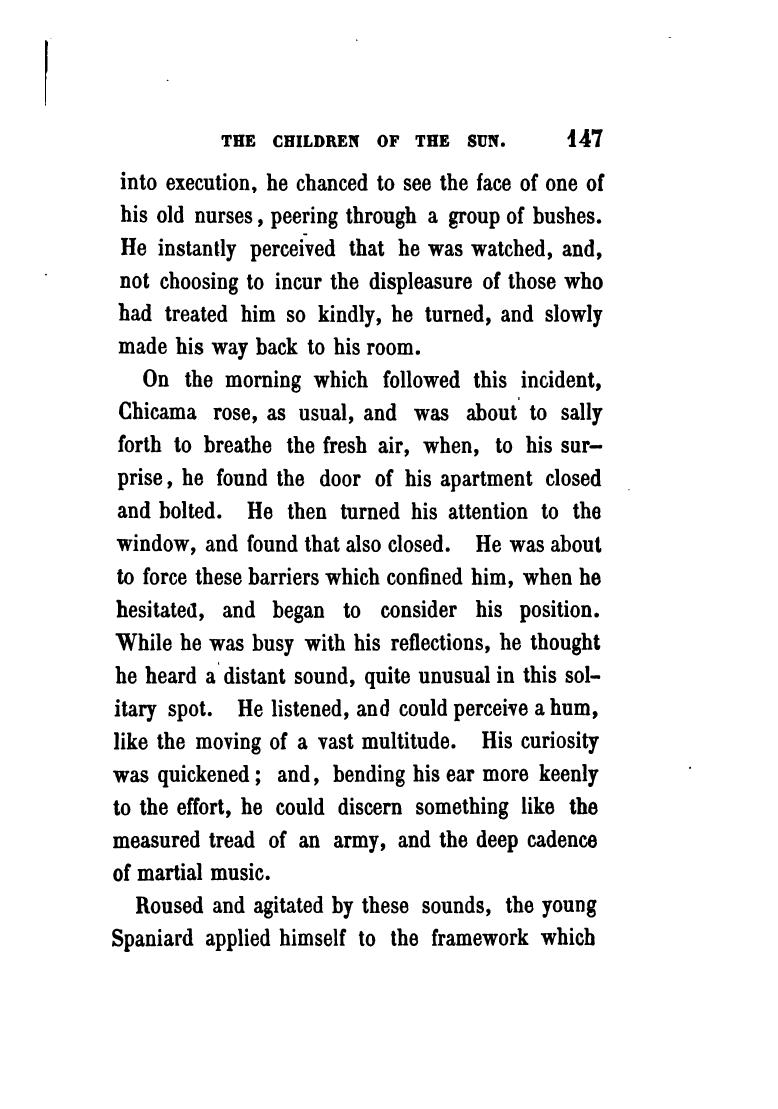 THE CHILDREN OF THE SUN. 147
into execution, he chanced to see the face of one of
his old nurses, peering through a group of bushes.
He instantly perceived that he was watched, and,
not choosing to incur the displeasure of those who
had treated him so kindly, he turned, and slowly
made his way back to his room.
On the morning which followed this incident,
Chicama rose, as usual, and was about to sally
forth to breathe the fresh air, when, to his sur-
prise, he found the door of his apartment closed
and bolted. He then turned his attention to the
window, and found that also closed. He was about
to force these barriers which confined him, when he
hesitated, and began to consider his position.
While he was busy with his reflections, he thought
he heard a distant sound, quite unusual in this sol-
itary spot. He listened, and could perceive a hum,
like the moving of a vast multitude. His curiosity
was quickened; and, bending his ear more keenly
to the effort, he could discern something like the
measured tread of an army, and the deep cadence
of martial music.
Roused and agitated by these sounds, the young
Spaniard applied himself to the framework which